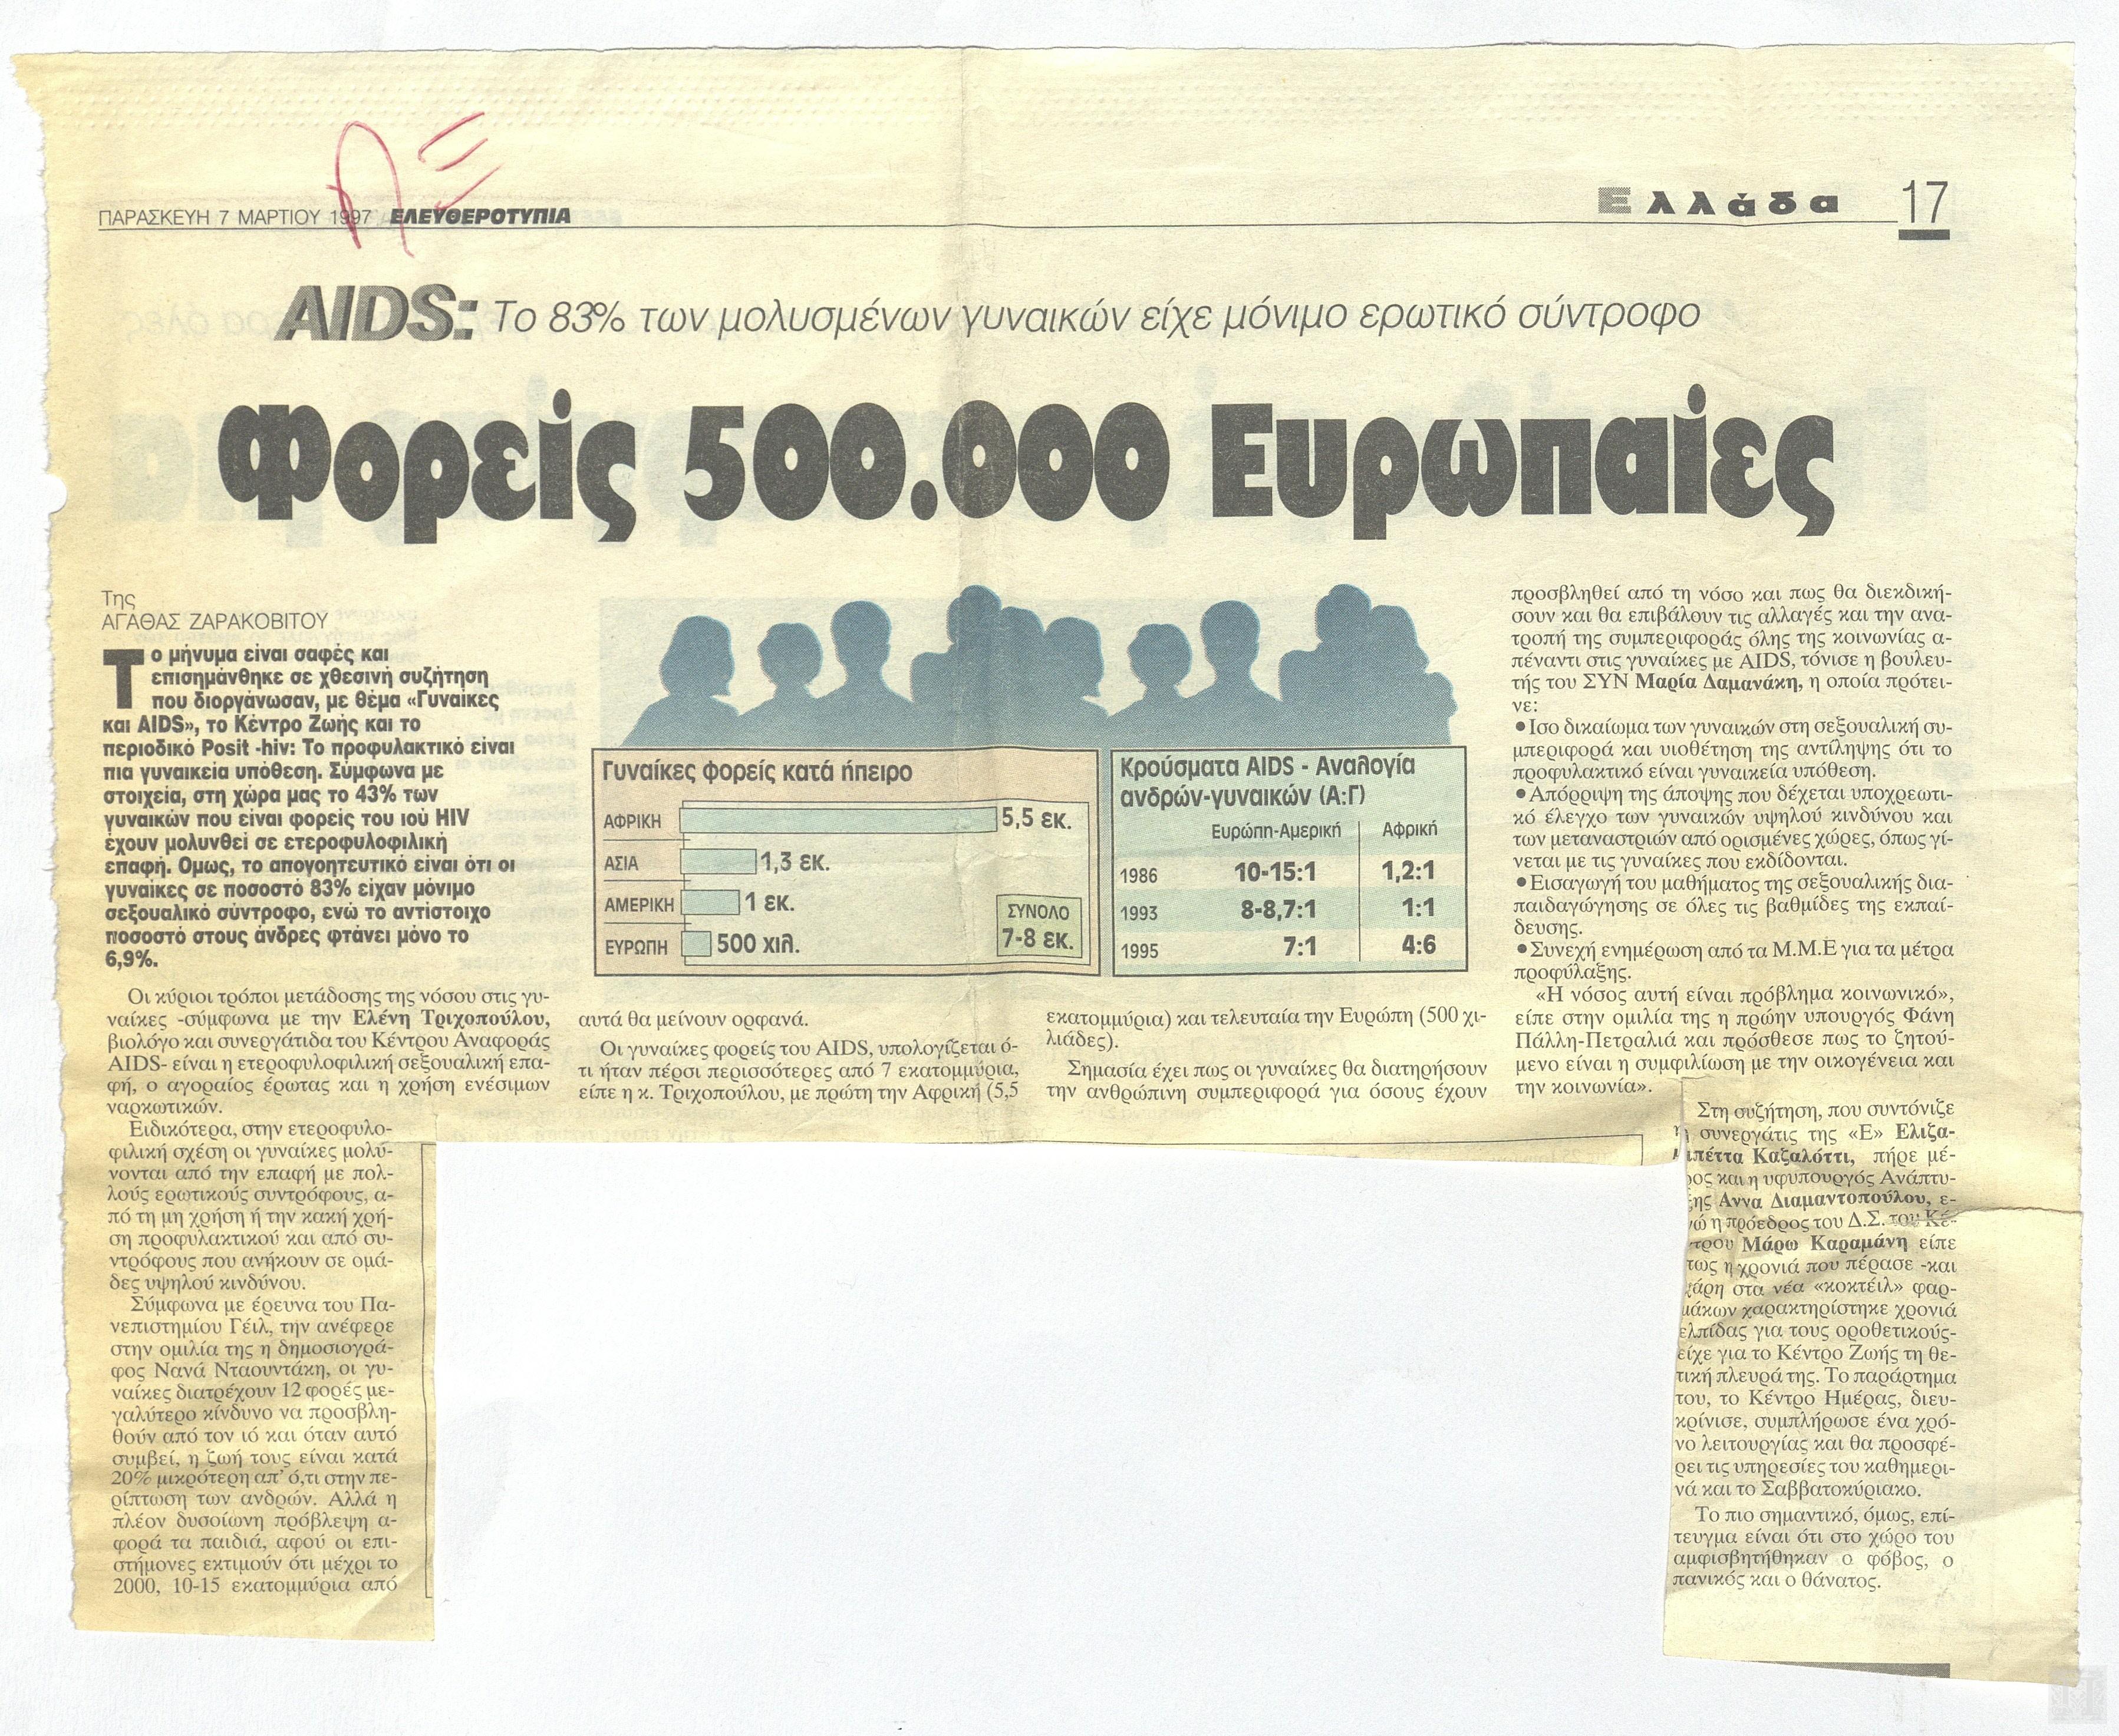 ΠΑΡΑΣΚΕΥΗ 7 ΜΑΡΤΙΟΥ 1997 ΕΛΕΥΘΕΡΟΤΥΠΙΑ
Ελλάδα 17
AIDS: Το 83% των μολυσμένων γυναικών είχε μόνιμο ερωτικό σύντροφο
Φορείς 500.000 Ευρωπαίες
Της
ΑΓΑΘΑΣ ΖΑΡΑΚΟΒΙΤΟΥ
Το μήνυμα είναι σαφές και
επισημάνθηκε σε χθεσινή συζήτηση
που διοργάνωσαν, με θέμα «Γυναίκες
και AIDS», το Κέντρο Ζωής και το
περιοδικό Posit -hiv: Το προφυλακτικό είναι
πια γυναικεία υπόθεση. Σύμφωνα με
στοιχεία, στη χώρα μας το 43% των
γυναικών που είναι φορείς του ιού HIV
έχουν μολυνθεί σε ετεροφυλοφιλική
επαφή. Ομως, το απογοητευτικό είναι ότι οι
γυναίκες σε ποσοστό 83% είχαν μόνιμο
σεξουαλικό σύντροφο, ενώ το αντίστοιχο
ποσοστό στους άνδρες φτάνει μόνο το
6,9%.
Οι κύριοι τρόποι μετάδοσης της νόσου στις γυ-
ναίκες -σύμφωνα με την Ελένη Τριχοπούλου,
βιολόγο και συνεργάτιδα του Κέντρου Αναφοράς
AIDS- είναι η ετεροφυλοφιλική σεξουαλική επα-
φή, ο αγοραίος έρωτας και η χρήση ενέσιμων
ναρκωτικών.
Ειδικότερα, στην ετεροφυλο-
φιλική σχέση οι γυναίκες μολύ-
νονται από την επαφή με πολ-
λούς ερωτικούς συντρόφους, α-
πό τη μη χρήση ή την κακή χρή-
ση προφυλακτικού και από συ-
ντρόφους που ανήκουν σε ομά-
δες υψηλού κινδύνου.
Σύμφωνα με έρευνα του Πα-
νεπιστημίου Γέιλ, την ανέφερε
στην ομιλία της η δημοσιογρά-
φος Νανά Νταουντάκη, οι γυ-
ναίκες διατρέχουν 12 φορές με-
γαλύτερο κίνδυνο να προσβλη-
θούν από τον ιό και όταν αυτό
συμβεί, η ζωή τους είναι κατά
20% μικρότερη απ' ό,τι στην πε-
ρίπτωση των ανδρών. Αλλά η
πλέον δυσοίωνη πρόβλεψη α-
φορά τα παιδιά, αφού οι επι-
στήμονες εκτιμούν ότι μέχρι το
2000, 10-15 εκατομμύρια από
Γυναίκες φορείς κατά ήπειρο
ΑΦΡΙΚΗ 5,5 εκ.
ΑΣΙΑ 1,3 εκ.
ΑΜΕΡΙΚΗ 1 εκ.
ΕΥΡΩΠΗ 500 χιλ.
ΣΥΝΟΛΟ
7-8 εκ.
Κρούσματα AIDS - Αναλογία
ανδρών-γυναικών (Α:Γ)
Ευρώπη-Αμερική Αφρική
1986 10-15:1 1,2:1
1993 8-8,7:1 1:1
1995 7:1 4:6
αυτά θα μείνουν ορφανά.
Οι γυναίκες φορείς του AIDS, υπολογίζεται ό-
τι ήταν πέρσι περισσότερες από 7 εκατομμύρια,
είπε η κ. Τριχοπούλου, με πρώτη την Αφρική (5,5
εκατομμύρια) και τελευταία την Ευρώπη (500 χι-
λιάδες).
Σημασία έχει πως οι γυναίκες θα διατηρήσουν
την ανθρώπινη συμπεριφορά για όσους έχουν
προσβληθεί από τη νόσο και πως θα διεκδική-
σουν και θα επιβάλουν τις αλλαγές και την ανα-
τροπή της συμπεριφοράς όλης της κοινωνίας α-
πέναντι στις γυναίκες με AIDS, τόνισε η βουλευ-
τής του ΣΥΝ Μαρία Δαμανάκη, η οποία πρότει-
νε:
●Ισο δικαίωμα των γυναικών στη σεξουαλική συ-
μπεριφορά και υιοθέτηση της αντίληψης ότι το
προφυλακτικό είναι γυναικεία υπόθεση.
●Απόρριψη της άποψης που δέχεται υποχρεωτι-
κό έλεγχο των γυναικών υψηλού κινδύνου και
των μεταναστριών από ορισμένες χώρες, όπως γί-
νεται με τις γυναίκες που εκδίδονται.
●Εισαγωγή του μαθήματος της σεξουαλικής δια-
παιδαγώγησης σε όλες τις βαθμίδες της εκπαί-
δευσης.
●Συνεχή ενημέρωση από τα Μ.Μ.Ε για τα μέτρα
προφύλαξης.
«Η νόσος αυτή είναι πρόβλημα κοινωνικό»,
είπε στην ομιλία της η πρώην υπουργός Φάνη
Πάλλη-Πετραλιά και πρόσθεσε πως το ζητού-
μενο είναι η συμφιλίωση με την οικογένεια και
την κοινωνία».
Στη συζήτηση, που συντόνιζε
η συνεργάτις της «Ε» Ελιζα-
μπέττα Καζαλόττι, πήρε μέ-
ρος και η υφυπουργός Ανάπτυ-
ξης Αννα Διαμαντοπούλου, ε-
νώ η πρόεδρος του Δ.Σ. του Κέ-
ντρου Μάρω Καραμάνη είπε
πως η χρονιά που πέρασε -και
χάρη στα νέα «κοκτέιλ» φαρ-
μάκων χαρακτηρίστηκε χρονιά
ελπίδας για τους οροθετικούς-
είχε για το Κέντρο Ζωής τη θε-
τική πλευρά της. Το παράρτημα
του, το Κέντρο Ημέρας, διευ-
κρίνισε, συμπλήρωσε ένα χρό-
νο λειτουργίας και θα προσφέ-
ρει τις υπηρεσίες του καθημερι-
νά και το Σαββατοκύριακο.
Το πιο σημαντικό, όμως, επί-
τευγμα είναι ότι στο χώρο του
αμφισβητήθηκαν ο φόβος, ο
πανικός και ο θάνατος.